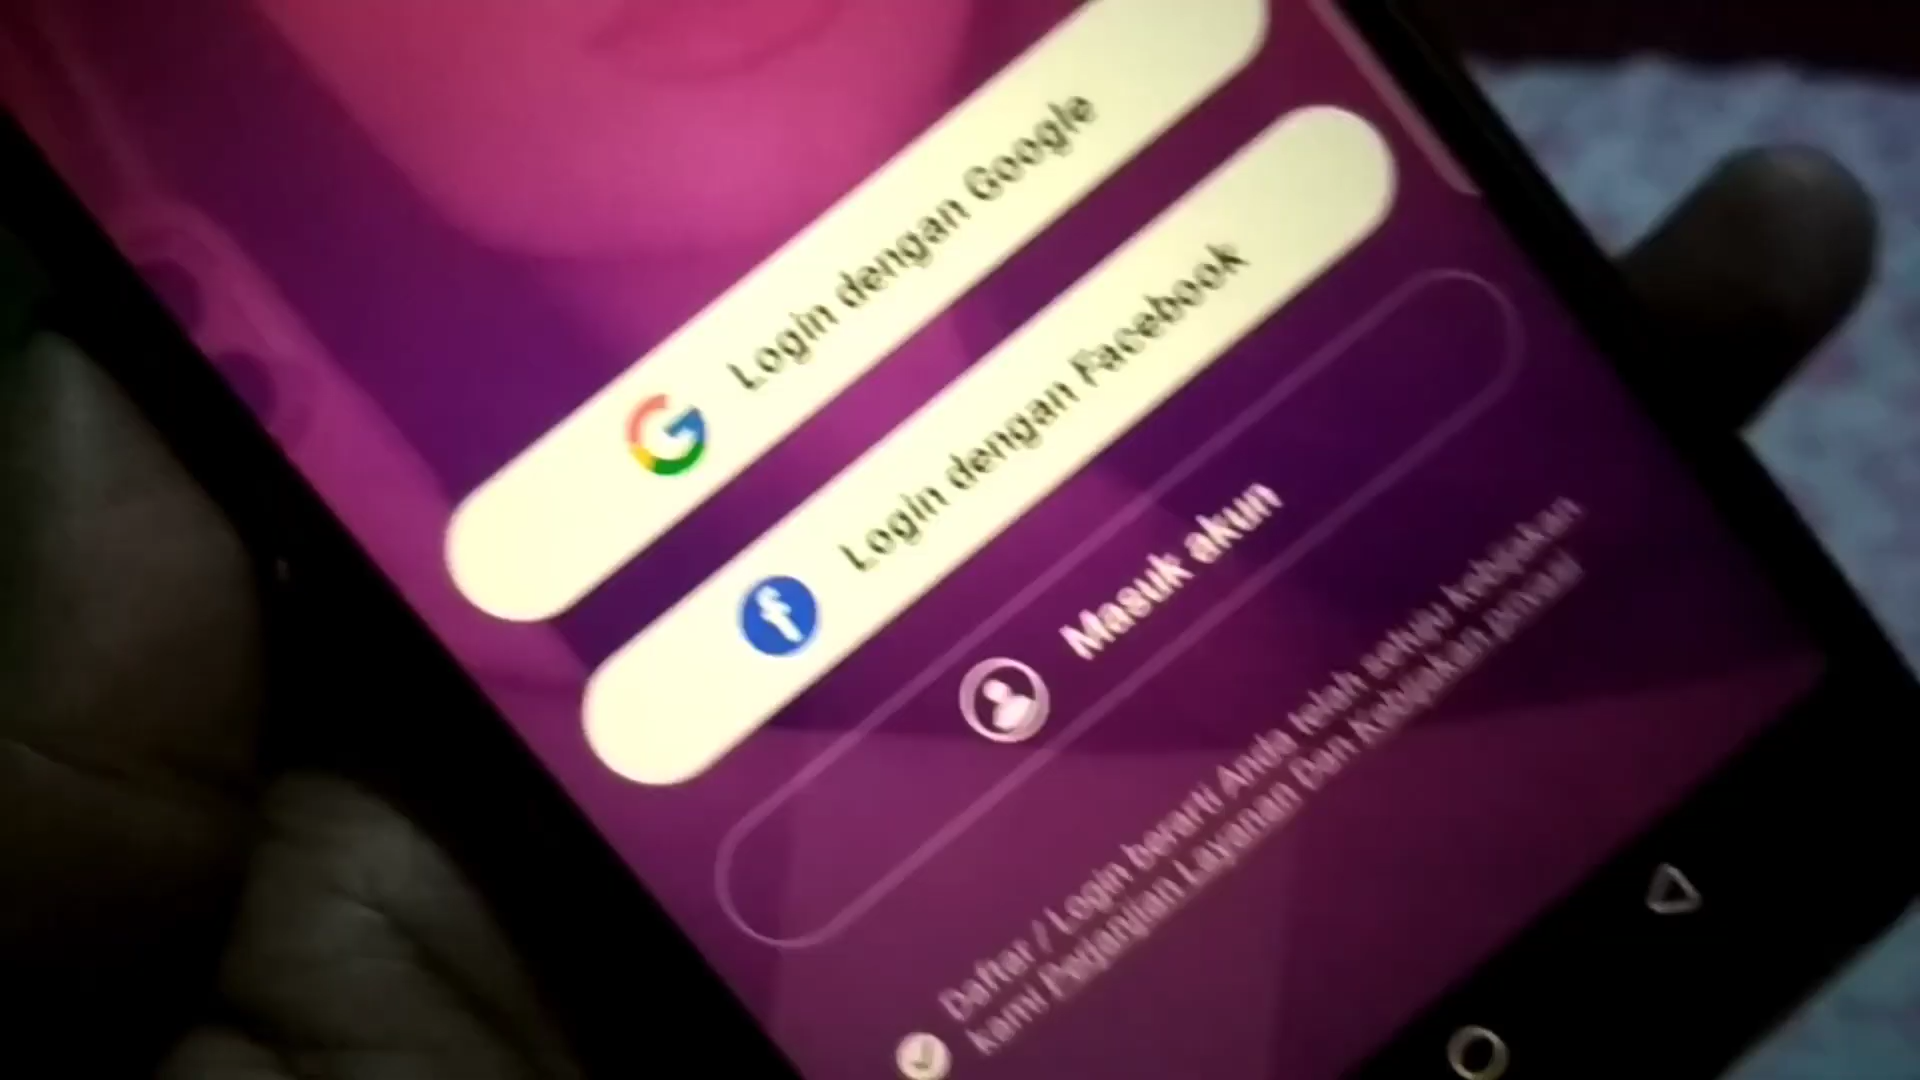 Login dengan Google
Login dengan Facebook
Masuk akun
Daftar / Login berarti Anda telah setuju kebijakan
kami Perjanjian Layanan Dan Kebijakan privasi